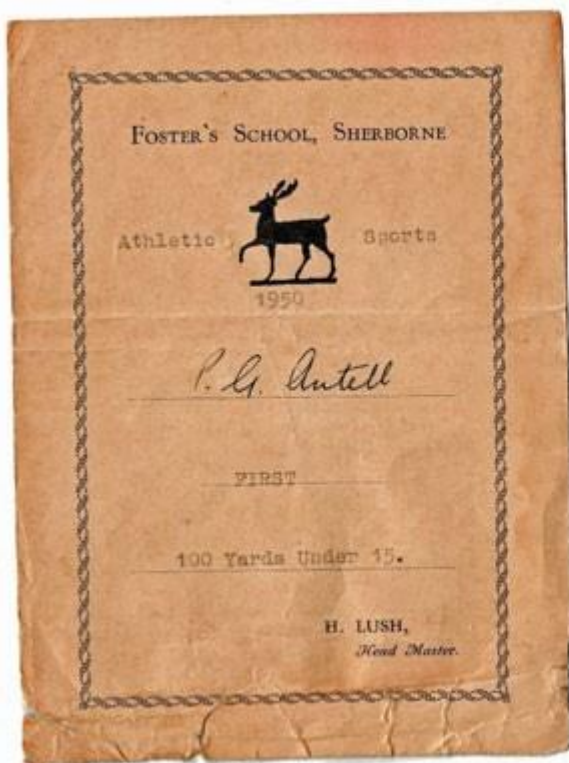 FOSTER'S SCHOOL, SHERBORNE
Athletic Sports
1950
P. G. Antell
FIRST
100 Yards Under 15.
H. LUSH,
Head Master.